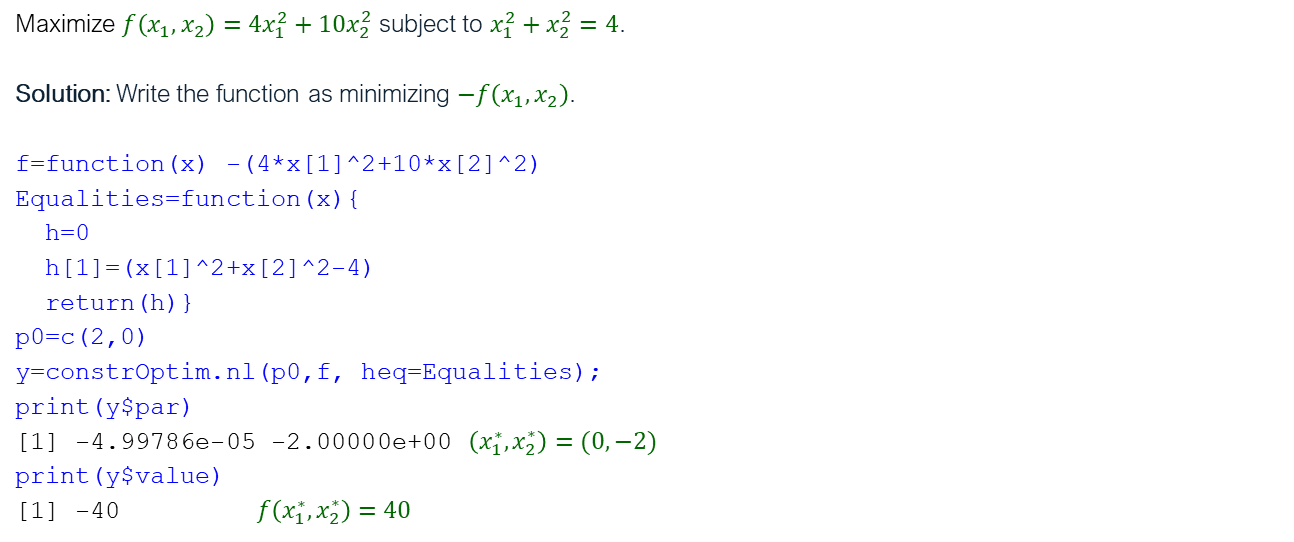 Maximize f(x₁, x₂) = 4x₁² + 10x₂² subject to x₁² + x₂² = 4.
Solution: Write the function as minimizing −f(x₁, x₂).
f=function(x) -(4*x[1]^2+10*x[2]^2)
Equalities=function(x){
h=0
h[1]=(x[1]^2+x[2]^2-4)
return(h)}
p0=c(2,0)
y=constrOptim.nl(p0,f, heq=Equalities);
print(y$par)
[1] -4.99786e-05 -2.00000e+00 (x₁*, x₂*) = (0, −2)
print(y$value)
[1] -40 f(x₁*, x₂*) = 40